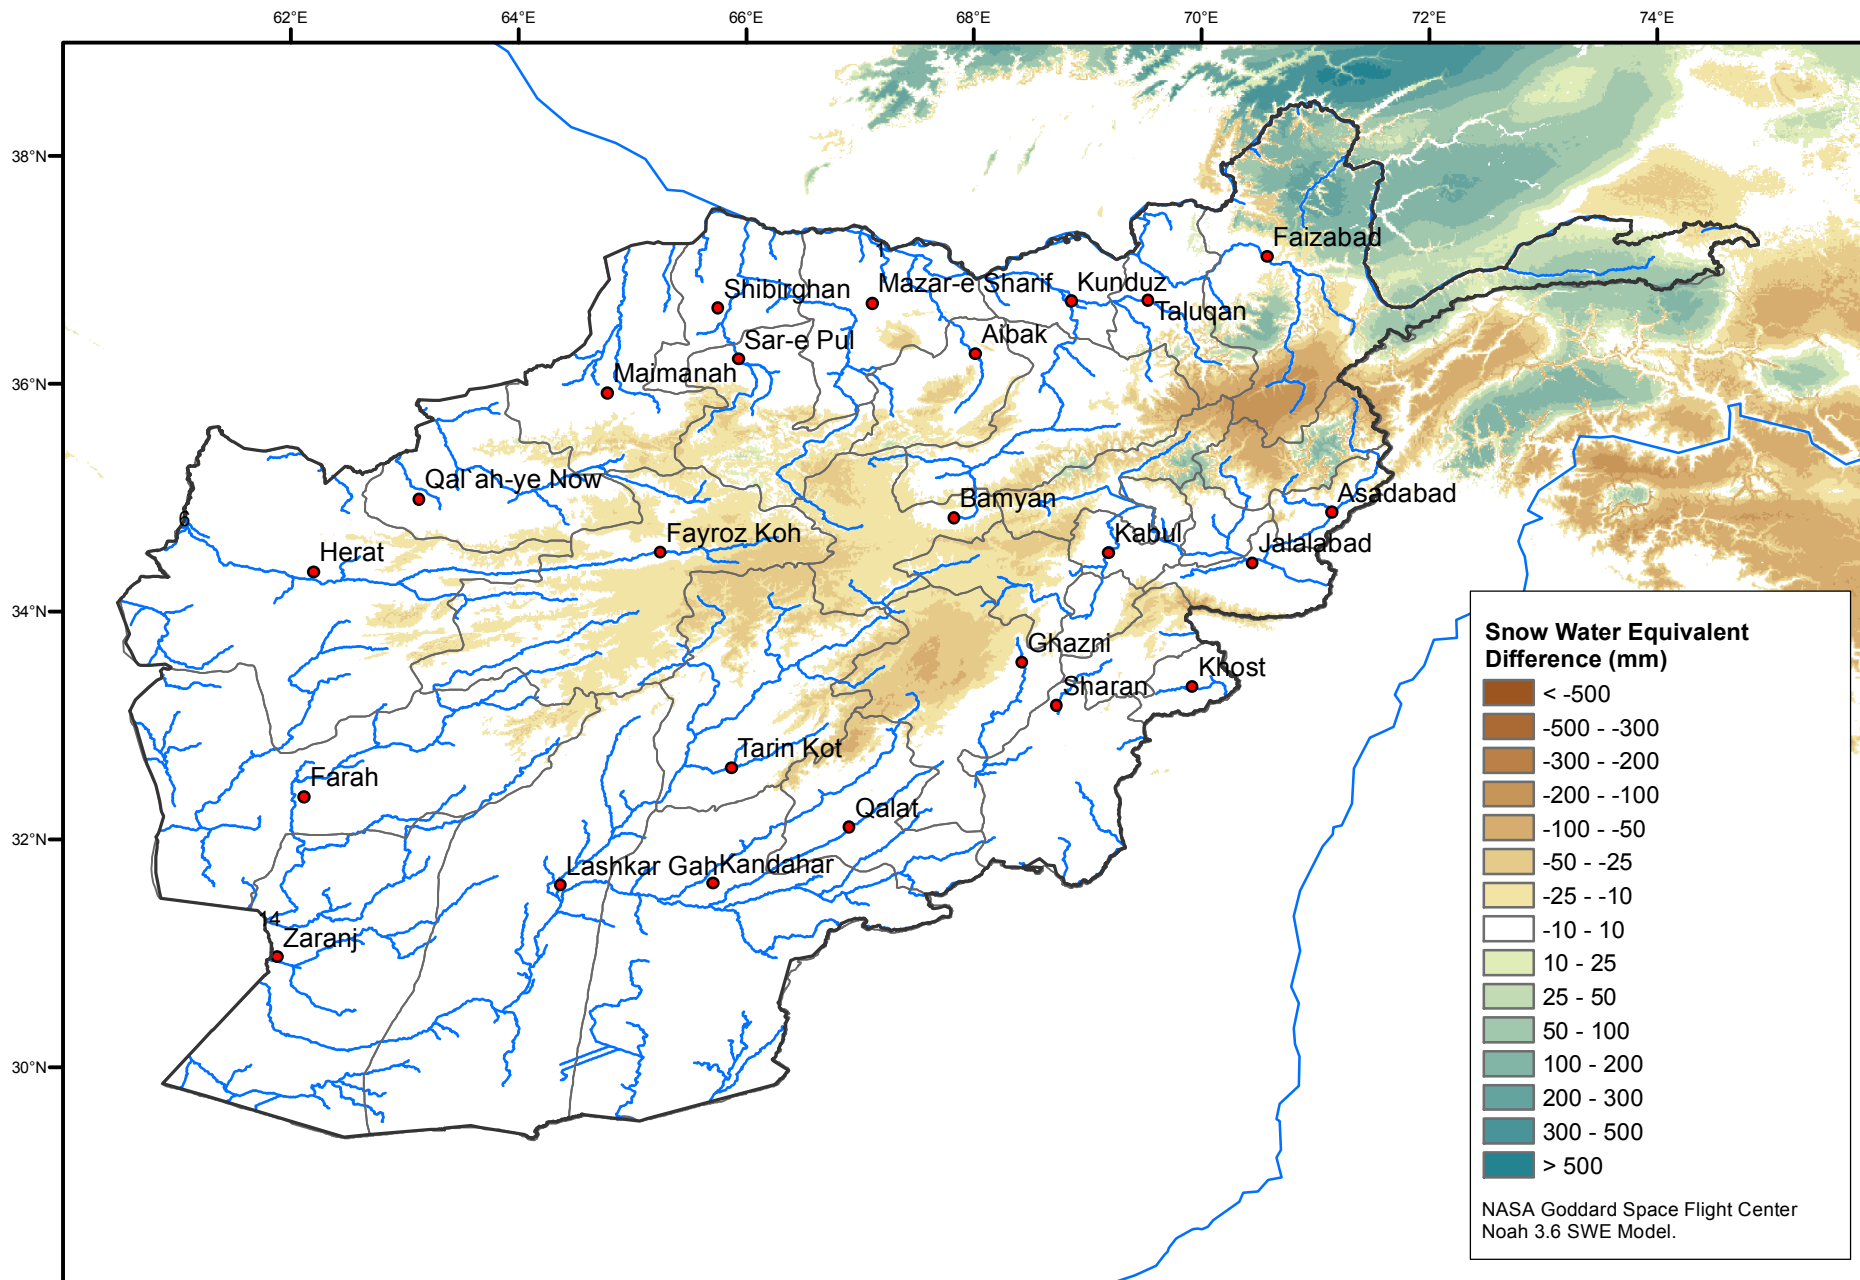 62°E
64°E
66°E
68°E
70°E
72°E
74°E
38°N
36°N
34°N
32°N
30°N
Faizabad
Shibirghan
Mazar-e Sharif
Kunduz
Taluqan
Sar-e Pul
Aibak
Maimanah
Qal`ah-ye Now
Bamyan
Asadabad
6
Herat
Fayroz Koh
Kabul
Jalalabad
Ghazni
Khost
Sharan
Tarin Kot
Farah
Qalat
Lashkar Gah
Kandahar
14
Zaranj
Snow Water Equivalent
Difference (mm)
< -500
-500 - -300
-300 - -200
-200 - -100
-100 - -50
-50 - -25
-25 - -10
-10 - 10
10 - 25
25 - 50
50 - 100
100 - 200
200 - 300
300 - 500
> 500
NASA Goddard Space Flight Center
Noah 3.6 SWE Model.